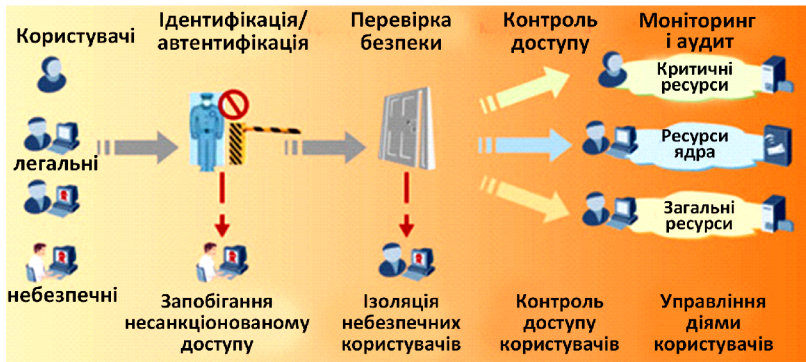 Користувачі
Ідентифікація/
автентифікація
Перевірка
безпеки
Контроль
доступу
Моніторинг
і аудит
легальні
небезпечні
Критичні
ресурси
Ресурси
ядра
Загальні
ресурси
Запобігання
несанкціонованому
доступу
Ізоляція
небезпечних
користувачів
Контроль
доступу
користувачів
Управління
діями
користувачів